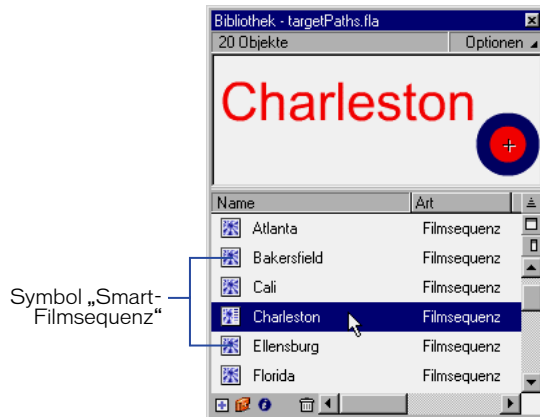 Bibliothek - targetPaths.fla
20 Objekte Optionen
Charleston
Name Art
Atlanta Filmsequenz
Bakersfield Filmsequenz
Cali Filmsequenz
Charleston Filmsequenz
Ellensburg Filmsequenz
Florida Filmsequenz
Symbol „Smart-
Filmsequenz“